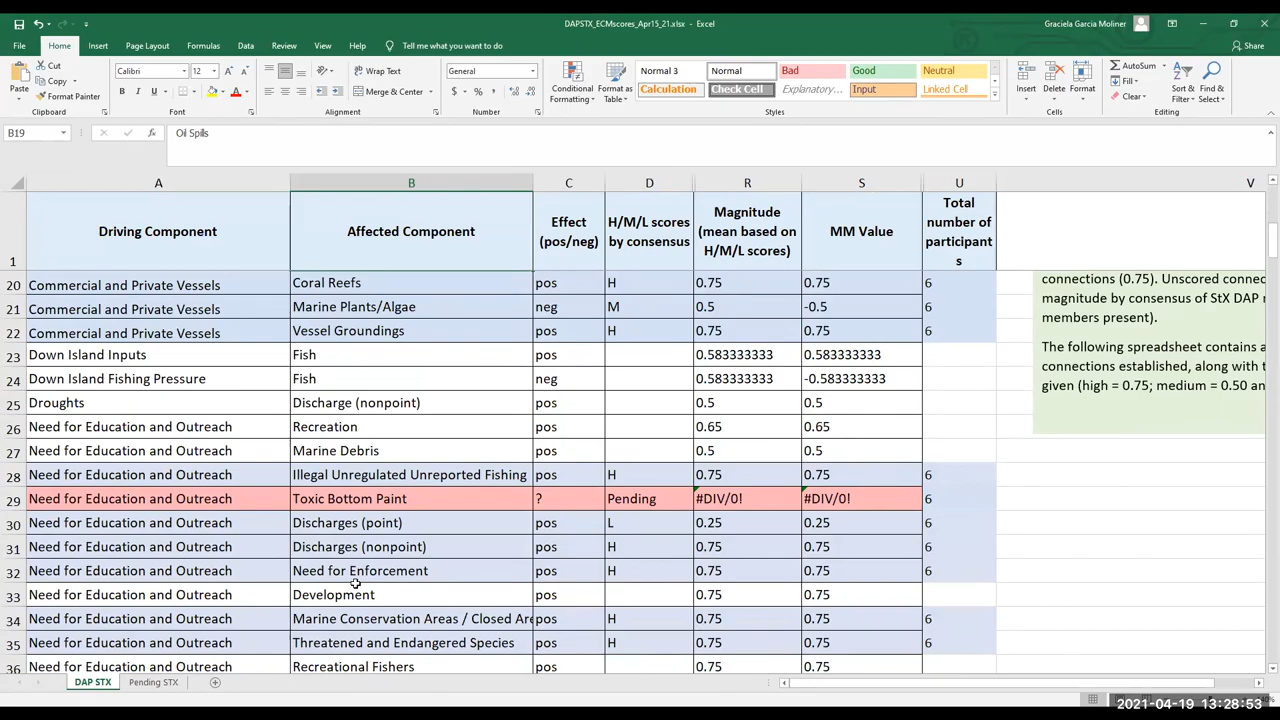 DAPSTX_ECMscores_Apr15_21.xlsx - Excel
Graciela Garcia Moliner
File Home Insert Page Layout Formulas Data Review View Help Tell me what you want to do Share
Paste Cut Copy Format Painter
Calibri 12
B I U A
Wrap Text
Merge & Center
General
$ % ,
Conditional Formatting Format as Table
Normal 3 Normal Bad Good Neutral
Calculation Check Cell Explanatory... Input Linked Cell
Insert Delete Format
AutoSum Fill Clear
Sort & Filter Find & Select
Clipboard Font Alignment Number Styles Cells Editing
B19 fx Oil Spills
A B C D R S U V
1 Driving Component Affected Component Effect (pos/neg) H/M/L scores by consensus Magnitude (mean based on H/M/L scores) MM Value Total number of participants
20 Commercial and Private Vessels Coral Reefs pos H 0.75 0.75 6
21 Commercial and Private Vessels Marine Plants/Algae neg M 0.5 -0.5 6
22 Commercial and Private Vessels Vessel Groundings pos H 0.75 0.75 6
23 Down Island Inputs Fish pos 0.583333333 0.583333333
24 Down Island Fishing Pressure Fish neg 0.583333333 -0.583333333
25 Droughts Discharge (nonpoint) pos 0.5 0.5
26 Need for Education and Outreach Recreation pos 0.65 0.65
27 Need for Education and Outreach Marine Debris pos 0.5 0.5
28 Need for Education and Outreach Illegal Unregulated Unreported Fishing pos H 0.75 0.75 6
29 Need for Education and Outreach Toxic Bottom Paint ? Pending #DIV/0! #DIV/0! 6
30 Need for Education and Outreach Discharges (point) pos L 0.25 0.25 6
31 Need for Education and Outreach Discharges (nonpoint) pos H 0.75 0.75 6
32 Need for Education and Outreach Need for Enforcement pos H 0.75 0.75 6
33 Need for Education and Outreach Development pos 0.75 0.75
34 Need for Education and Outreach Marine Conservation Areas / Closed Are pos H 0.75 0.75 6
35 Need for Education and Outreach Threatened and Endangered Species pos H 0.75 0.75 6
36 Need for Education and Outreach Recreational Fishers pos 0.75 0.75
connections (0.75). Unscored connec
magnitude by consensus of StX DAP
members present).
The following spreadsheet contains a
connections established, along with t
given (high = 0.75; medium = 0.50 an
DAP STX Pending STX
2021-04-19 13:28:53